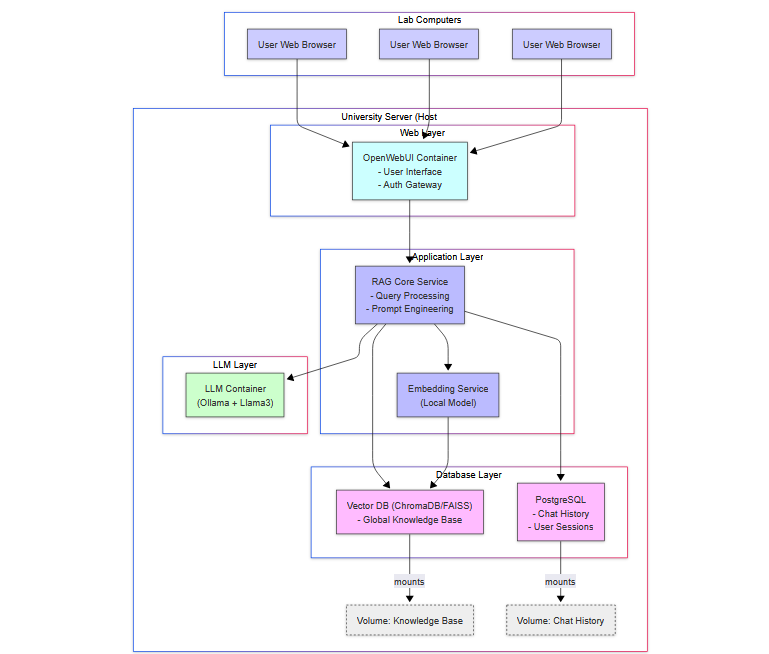 Lab Computers
User Web Browser
User Web Browser
User Web Browser
University Server (Host
Web Layer
OpenWebUI Container
- User Interface
- Auth Gateway
Application Layer
RAG Core Service
- Query Processing
- Prompt Engineering
LLM Layer
LLM Container
(Ollama + Llama3)
Embedding Service
(Local Model)
Database Layer
Vector DB (ChromaDB/FAISS)
- Global Knowledge Base
PostgreSQL
- Chat History
- User Sessions
mounts
mounts
Volume: Knowledge Base
Volume: Chat History